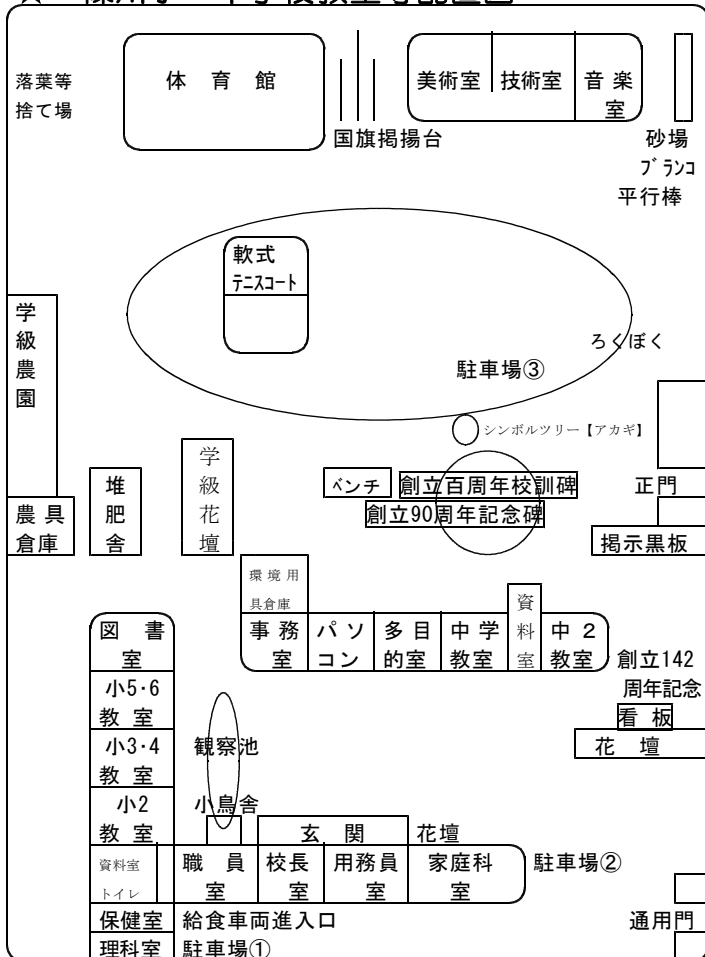 落葉等
捨て場
体 育 館
美術室
技術室
音 楽
室
国旗掲揚台
砂場
ブランコ
平行棒
軟式
テニスコート
学
級
農
園
ろくぼく
駐車場③
シンボルツリー【アカギ】
学
級
花
壇
堆
肥
舎
ベンチ
創立百周年校訓碑
創立90周年記念碑
正門
農 具
倉庫
掲示黒板
環 境 用
具倉庫
資
料
室
図 書
室
事 務
室
パ ソ
コン
多 目
的室
中 学
教室
中 2
教室
創立142
周年記念
看 板
花 壇
小5・6
教 室
小3・4
教 室
観察池
小2
教 室
小鳥舎
玄 関
花壇
資料室
トイレ
職 員
室
校長
室
用務員
室
家庭科
室
駐車場②
保健室
給食車両進入口
通用門
理科室
駐車場①